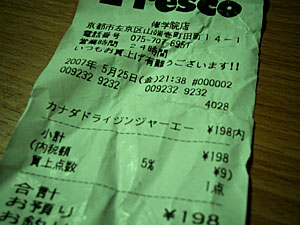 Fresco
修学院店
京都市左京区山端壱町田町14-1
電話番号 075-707-6951
営業時間 24時間
いつもお買上げ有難うございます!!
2007年 5月25日(金)21:38 #000002
009232 9232 009232 9232
4028
カナダドライジンジャーエー ¥198内
小計 ¥198
(内税額 5% ¥9)
買上点数 1点
合計 ¥198
お預り